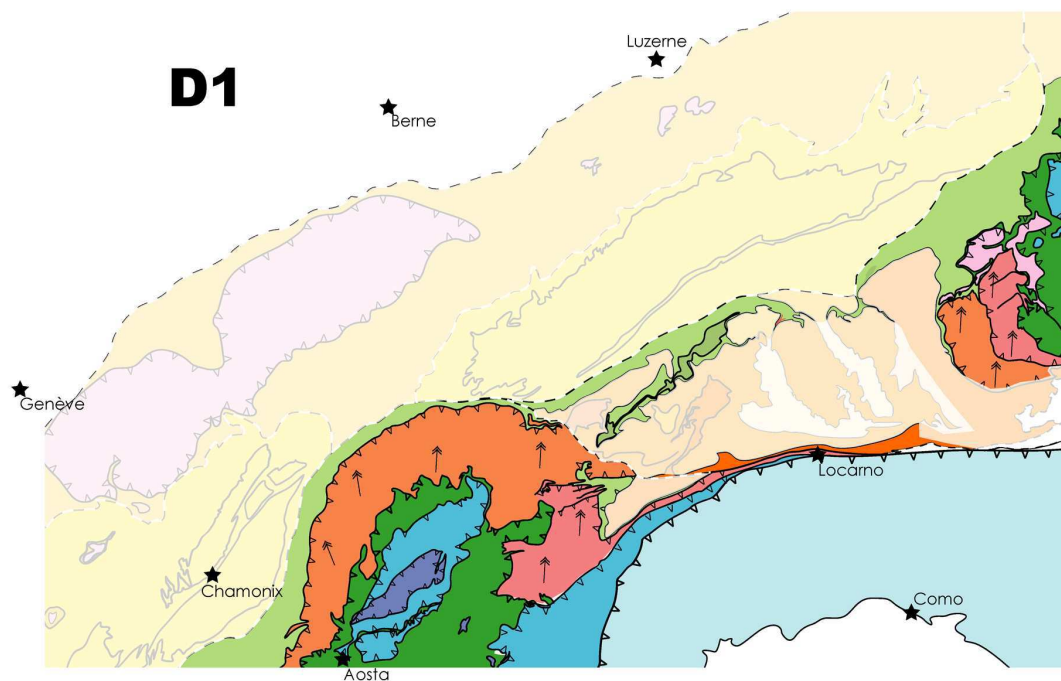 Luzerne
D1
Berne
Genève
Locarno
Chamonix
Como
Aosta